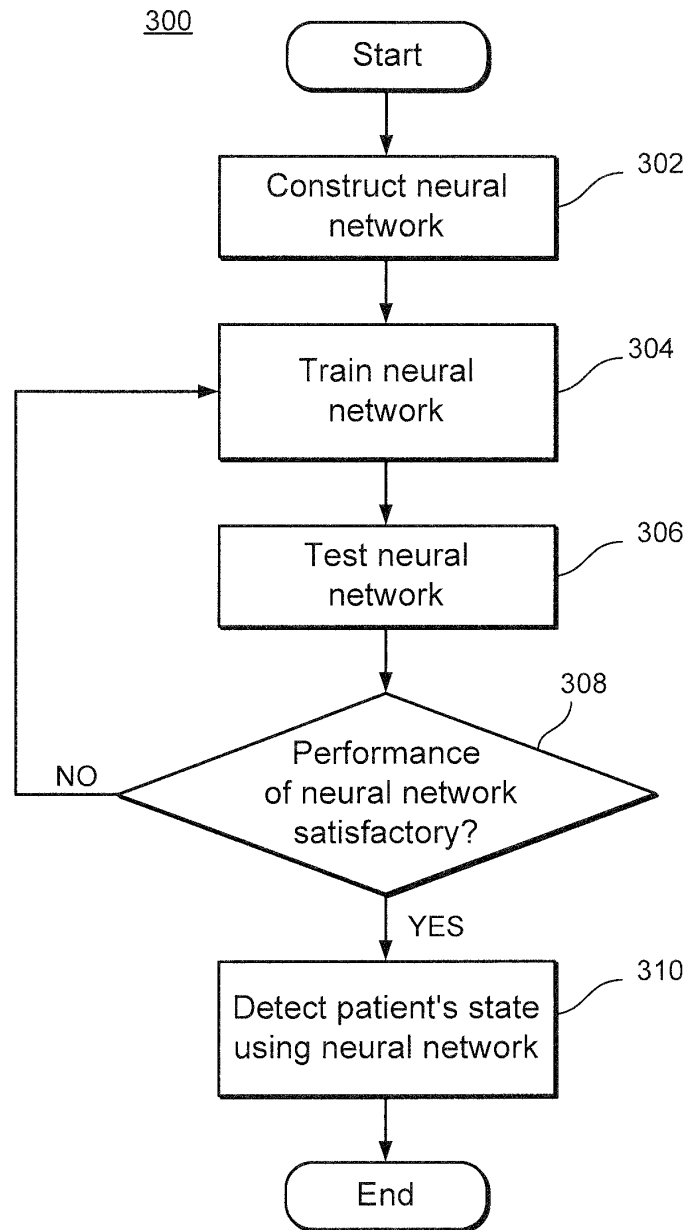 300
Start
Construct neural
network
302
Train neural
network
304
Test neural
network
306
308
Performance
of neural network
satisfactory?
NO
YES
Detect patient's state
using neural network
310
End